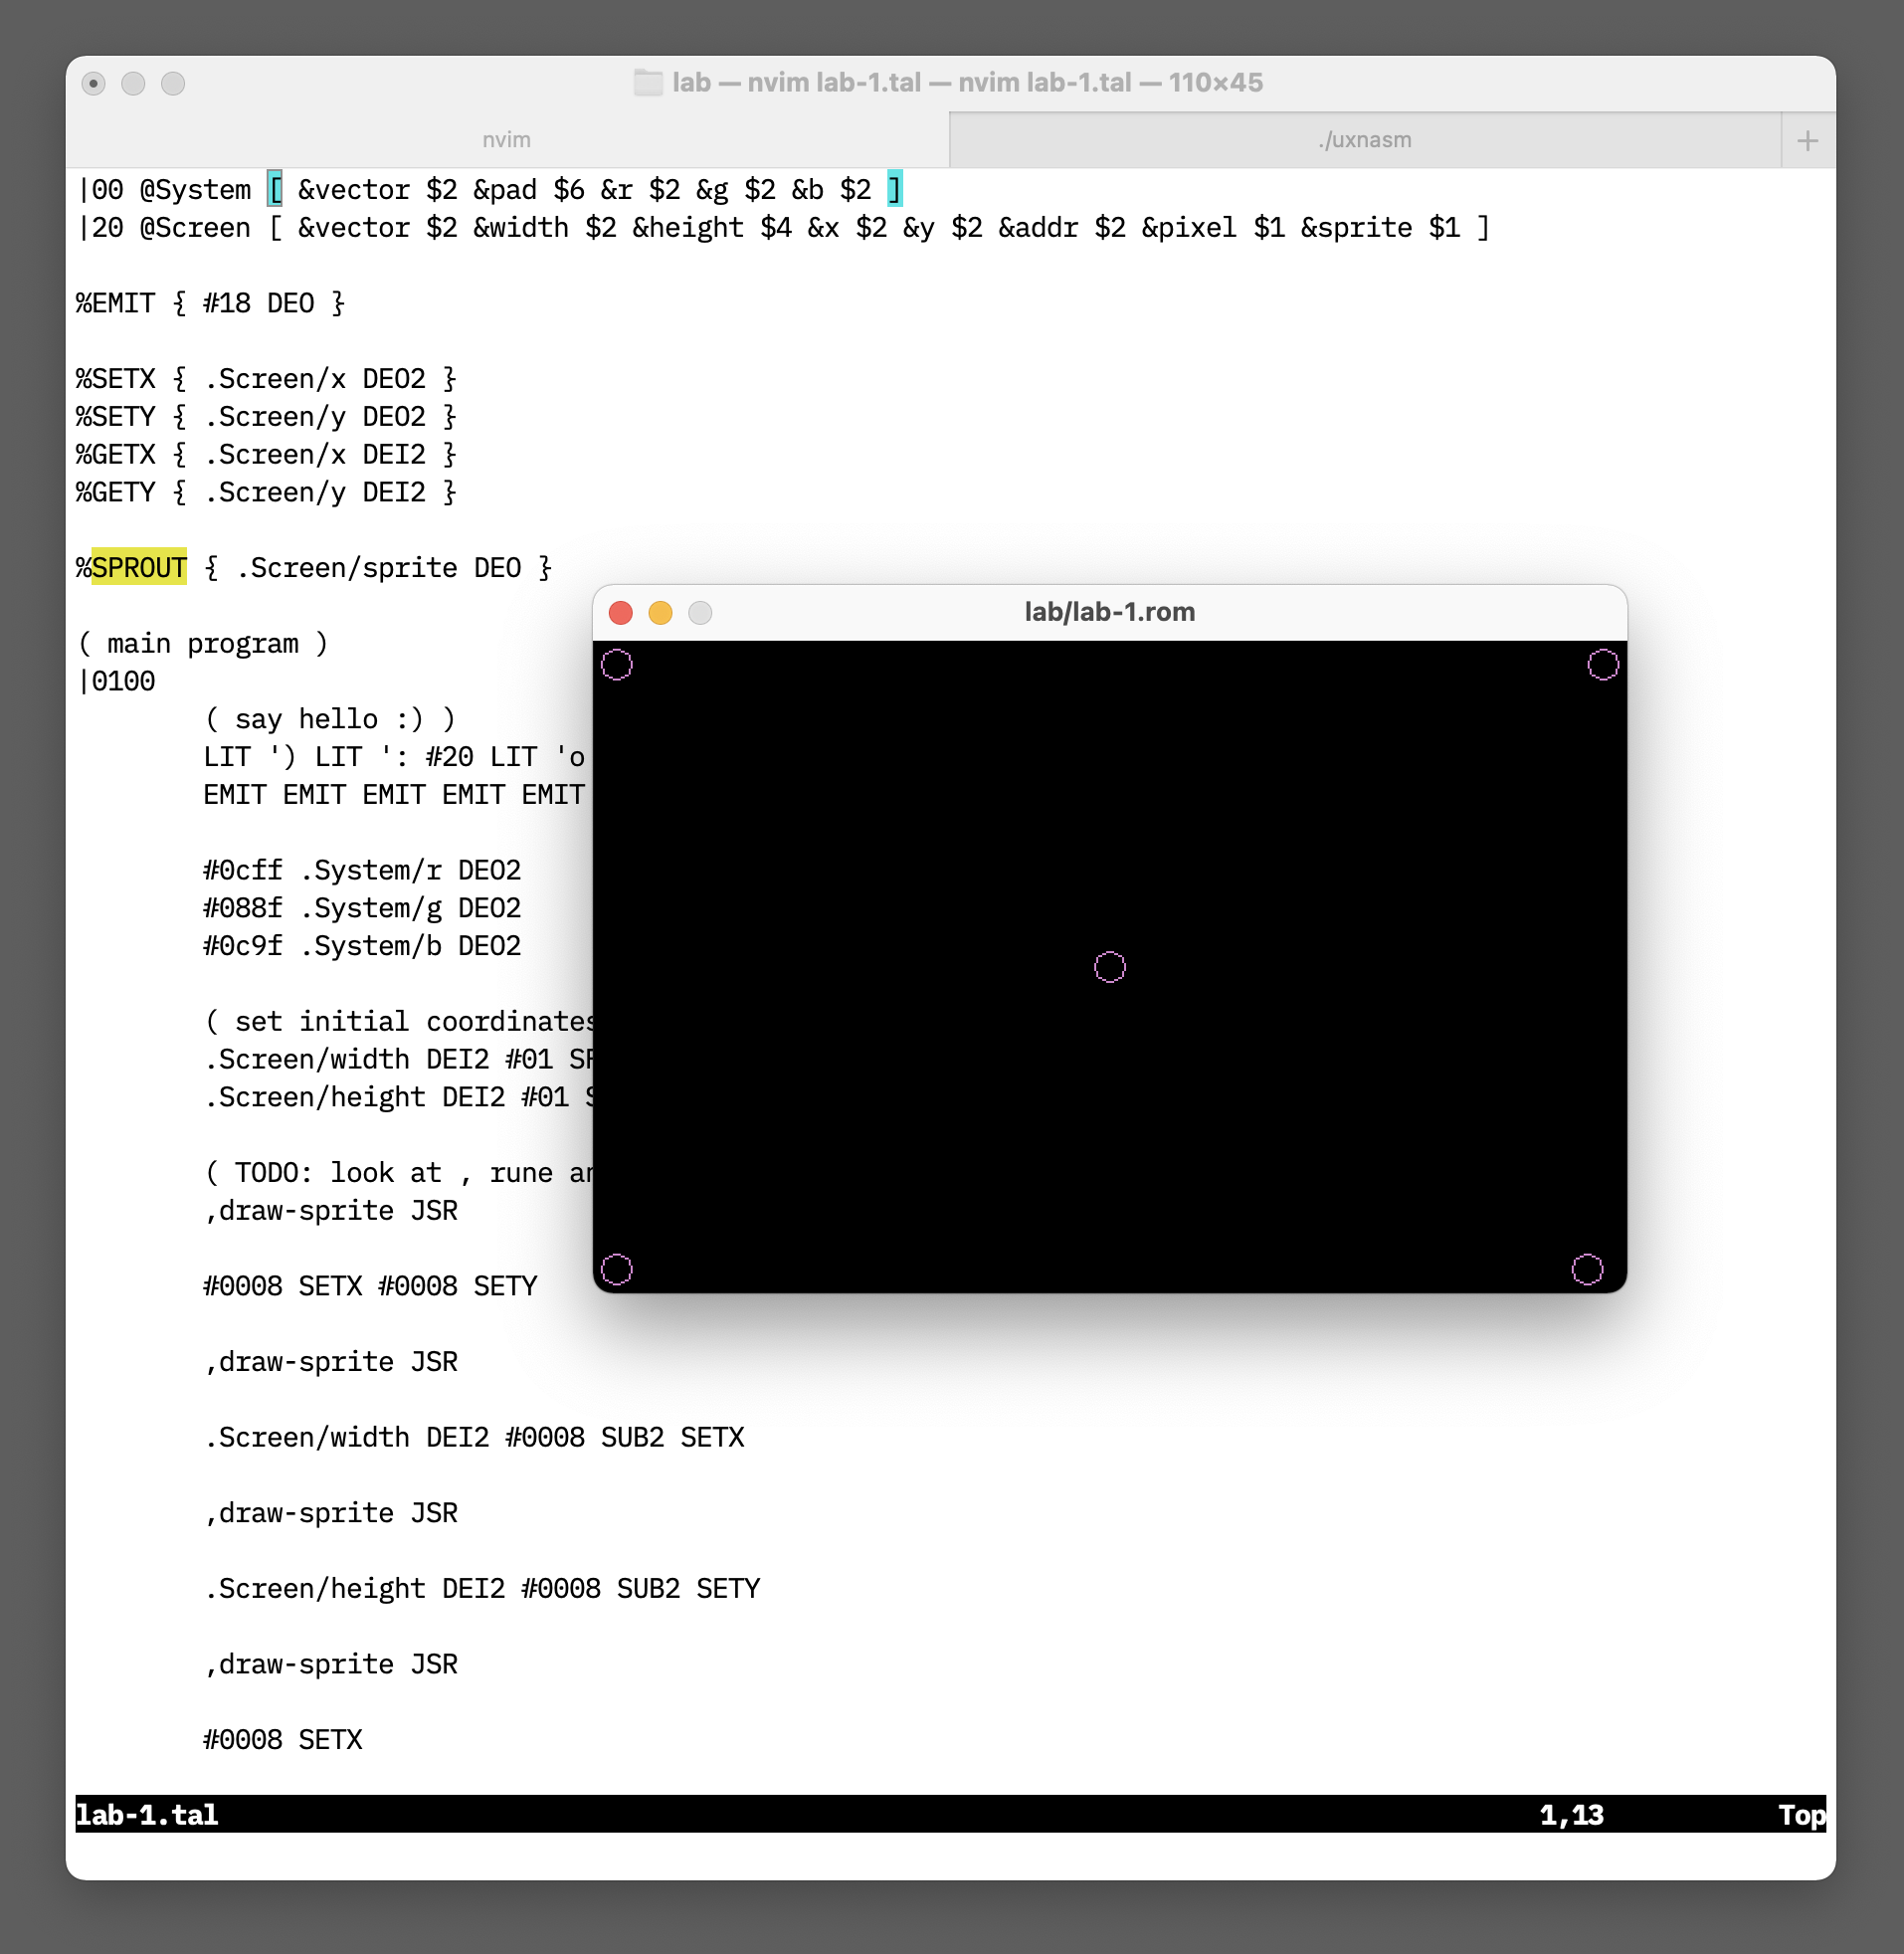 lab — nvim lab-1.tal — nvim lab-1.tal — 110×45
nvim
./uxnasm
+
|00 @System [ &vector $2 &pad $6 &r $2 &g $2 &b $2 ]
|20 @Screen [ &vector $2 &width $2 &height $4 &x $2 &y $2 &addr $2 &pixel $1 &sprite $1 ]
%EMIT { #18 DEO }
%SETX { .Screen/x DEO2 }
%SETY { .Screen/y DEO2 }
%GETX { .Screen/x DEI2 }
%GETY { .Screen/y DEI2 }
%SPROUT { .Screen/sprite DEO }
( main program )
|0100
( say hello :) )
LIT ') LIT ': #20 LIT 'o
EMIT EMIT EMIT EMIT EMIT
#0cff .System/r DEO2
#088f .System/g DEO2
#0c9f .System/b DEO2
( set initial coordinates
.Screen/width DEI2 #01
.Screen/height DEI2 #01
( TODO: look at , rune
,draw-sprite JSR
#0008 SETX #0008 SETY
,draw-sprite JSR
.Screen/width DEI2 #0008 SUB2 SETX
,draw-sprite JSR
.Screen/height DEI2 #0008 SUB2 SETY
,draw-sprite JSR
#0008 SETX
lab-1.tal 1,13 Top
lab/lab-1.rom